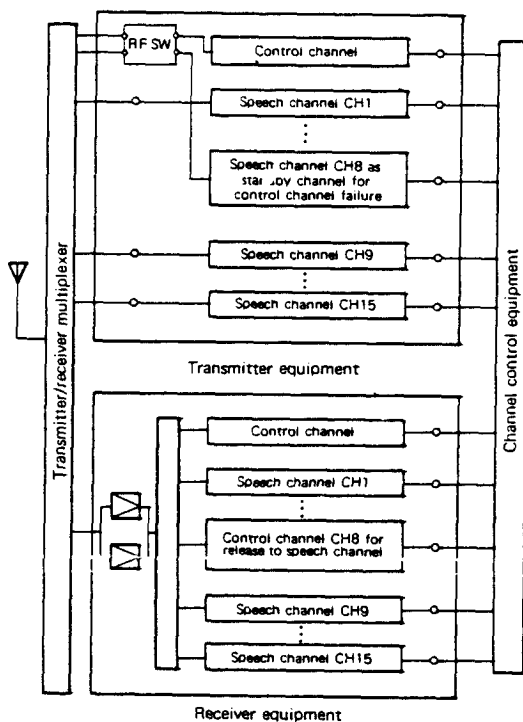 RF SW
Control channel
Speech channel CH1
Speech channel CH8 as
standby channel for
control channel failure
Speech channel CH9
Speech channel CH15
Transmitter equipment
Transmitter/receiver multiplexer
Channel control equipment
Control channel
Speech channel CH1
Control channel CH8 for
release to speech channel
Speech channel CH9
Speech channel CH15
Receiver equipment